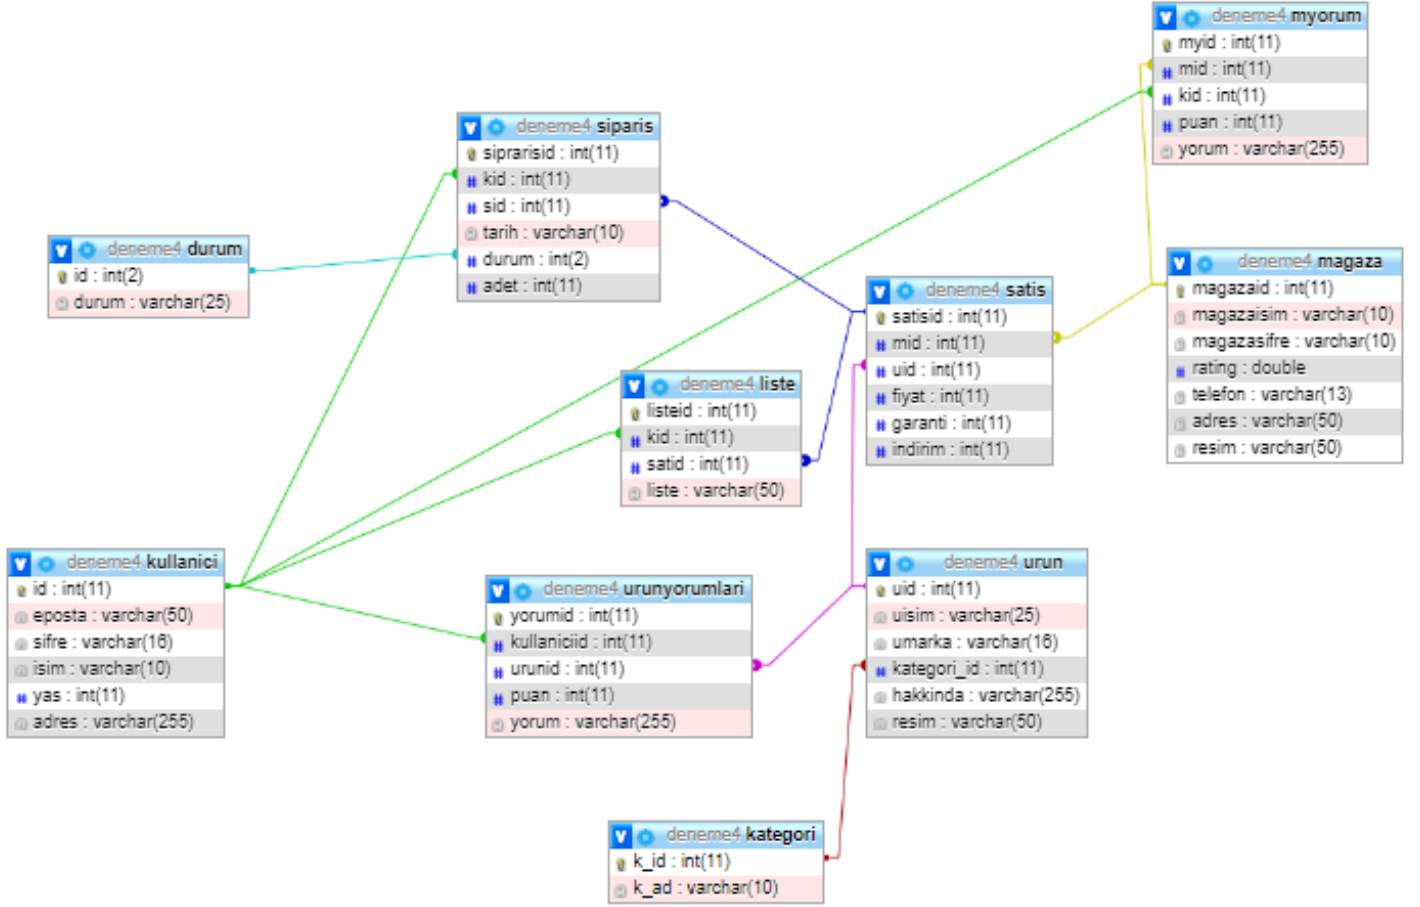 deneme4 myorum
myid : int(11)
mid : int(11)
kid : int(11)
puan : int(11)
yorum : varchar(255)
deneme4 siparis
siprarisid : int(11)
kid : int(11)
sid : int(11)
tarih : varchar(10)
durum : int(2)
adet : int(11)
deneme4 durum
id : int(2)
durum : varchar(25)
deneme4 magaza
magazaid : int(11)
magazaisim : varchar(10)
magazasifre : varchar(10)
rating : double
telefon : varchar(13)
adres : varchar(50)
resim : varchar(50)
deneme4 satis
satisid : int(11)
mid : int(11)
uid : int(11)
fiyat : int(11)
garanti : int(11)
indirim : int(11)
deneme4 liste
listeid : int(11)
kid : int(11)
satid : int(11)
liste : varchar(50)
deneme4 kullanici
id : int(11)
eposta : varchar(50)
sifre : varchar(16)
isim : varchar(10)
yas : int(11)
adres : varchar(255)
deneme4 urunyorumlari
yorumid : int(11)
kullaniciid : int(11)
urunid : int(11)
puan : int(11)
yorum : varchar(255)
deneme4 urun
uid : int(11)
uisim : varchar(25)
umarka : varchar(16)
kategori_id : int(11)
hakkinda : varchar(255)
resim : varchar(50)
deneme4 kategori
k_id : int(11)
k_ad : varchar(10)